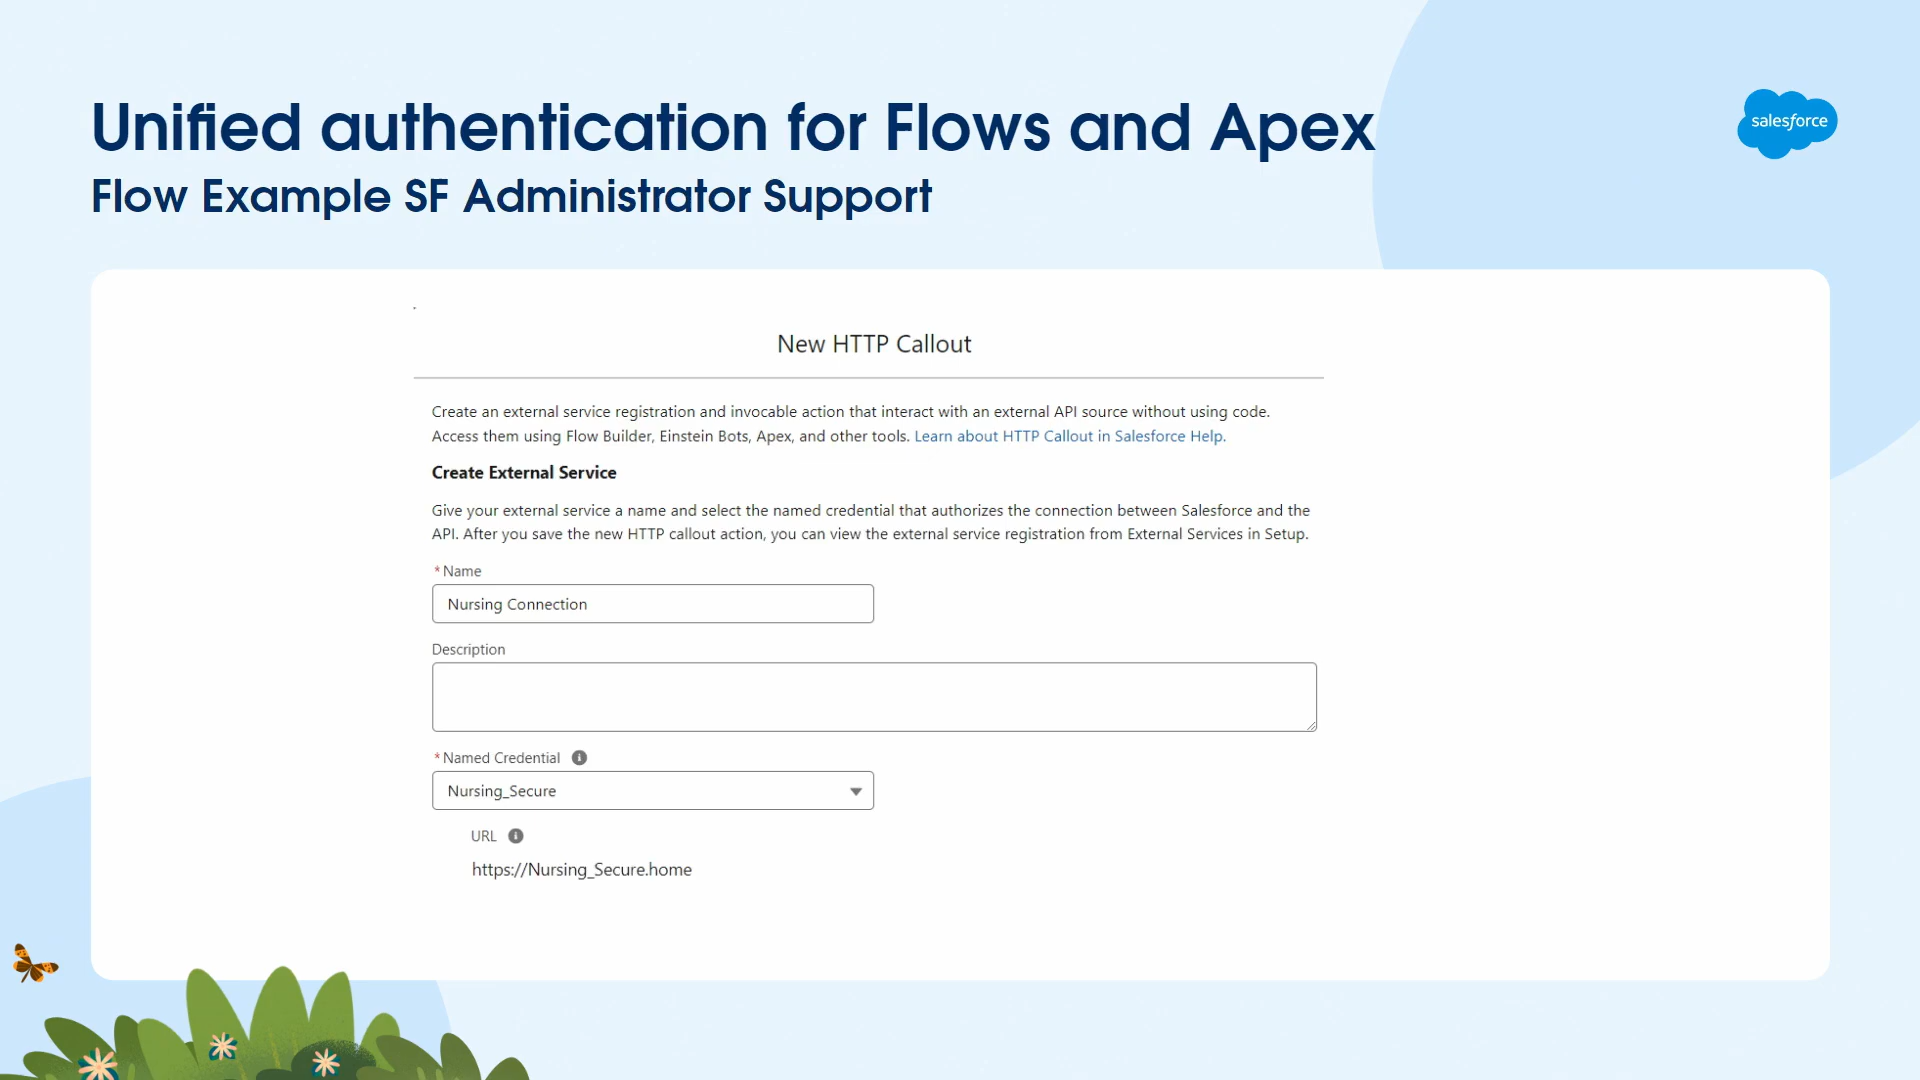 Unified authentication for Flows and Apex
Flow Example SF Administrator Support
salesforce
New HTTP Callout
Create an external service registration and invocable action that interact with an external API source without using code.
Access them using Flow Builder, Einstein Bots, Apex, and other tools. Learn about HTTP Callout in Salesforce Help.
Create External Service
Give your external service a name and select the named credential that authorizes the connection between Salesforce and the
API. After you save the new HTTP callout action, you can view the external service registration from External Services in Setup.
* Name
Nursing Connection
Description
* Named Credential
Nursing_Secure
URL
https://Nursing_Secure.home